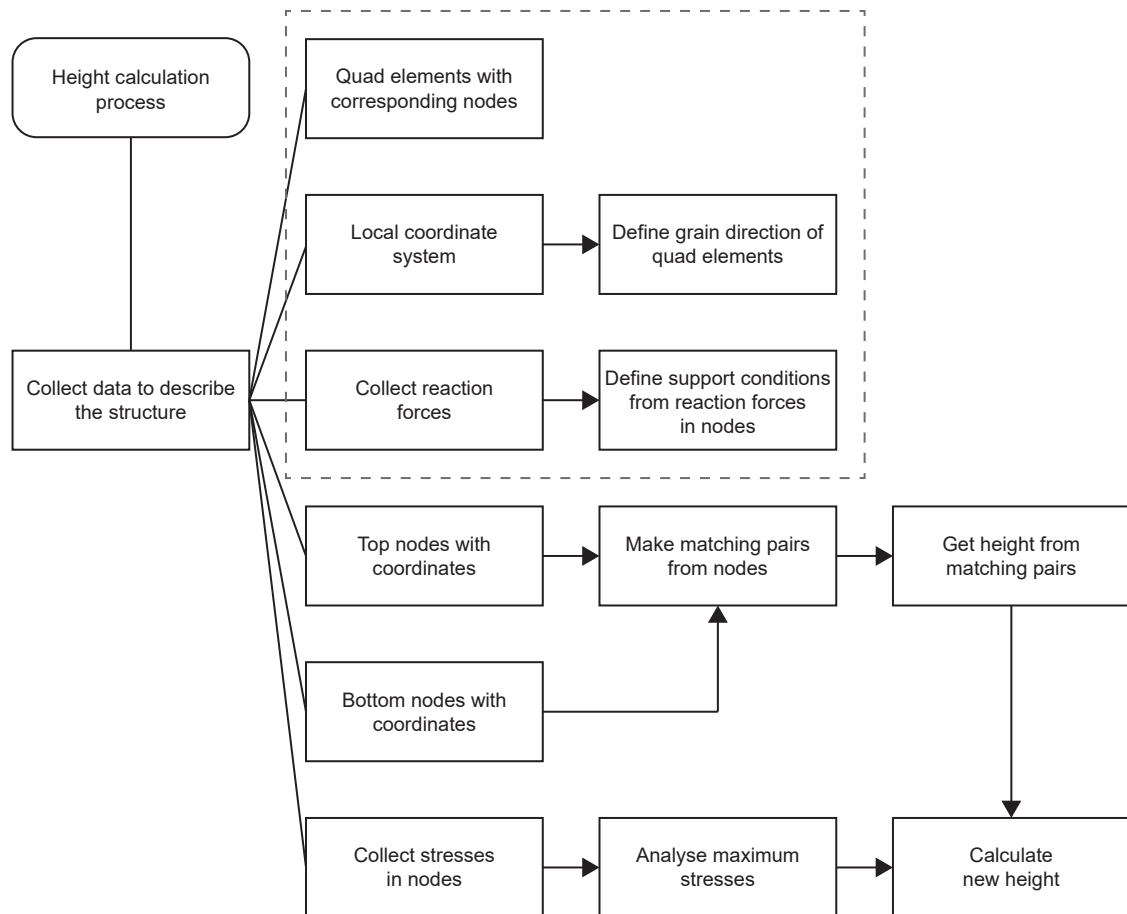 Height calculation
process
Quad elements with
corresponding nodes
Local coordinate
system
Define grain direction of
quad elements
Collect data to describe
the structure
Collect reaction
forces
Define support conditions
from reaction forces
in nodes
Top nodes with
coordinates
Make matching pairs
from nodes
Get height from
matching pairs
Bottom nodes with
coordinates
Collect stresses
in nodes
Analyse maximum
stresses
Calculate
new height